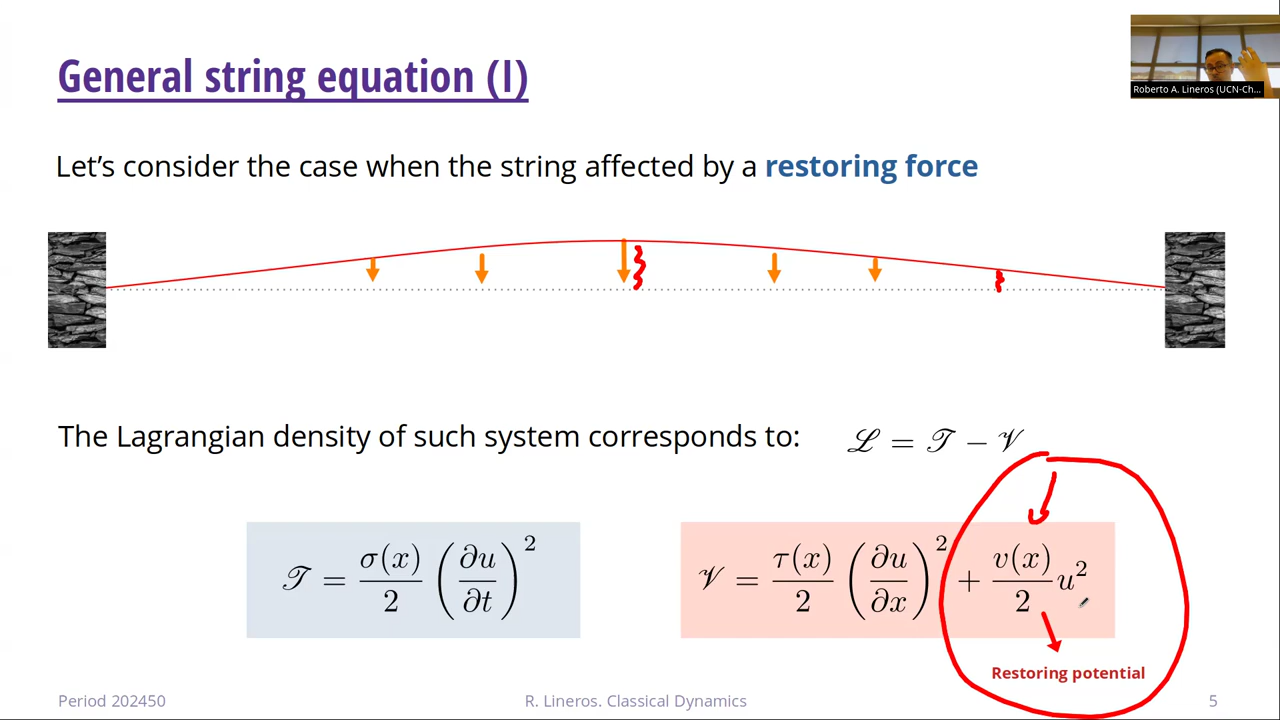 General string equation (I)
Roberto A. Lineros (UCN-Ch...
Let's consider the case when the string affected by a restoring force
The Lagrangian density of such system corresponds to: ℒ = 𝒯 − 𝒱
𝒯 = σ(x)/2 (∂u/∂t)²
𝒱 = τ(x)/2 (∂u/∂x)² + v(x)/2 u²
Restoring potential
Period 202450
R. Lineros. Classical Dynamics
5